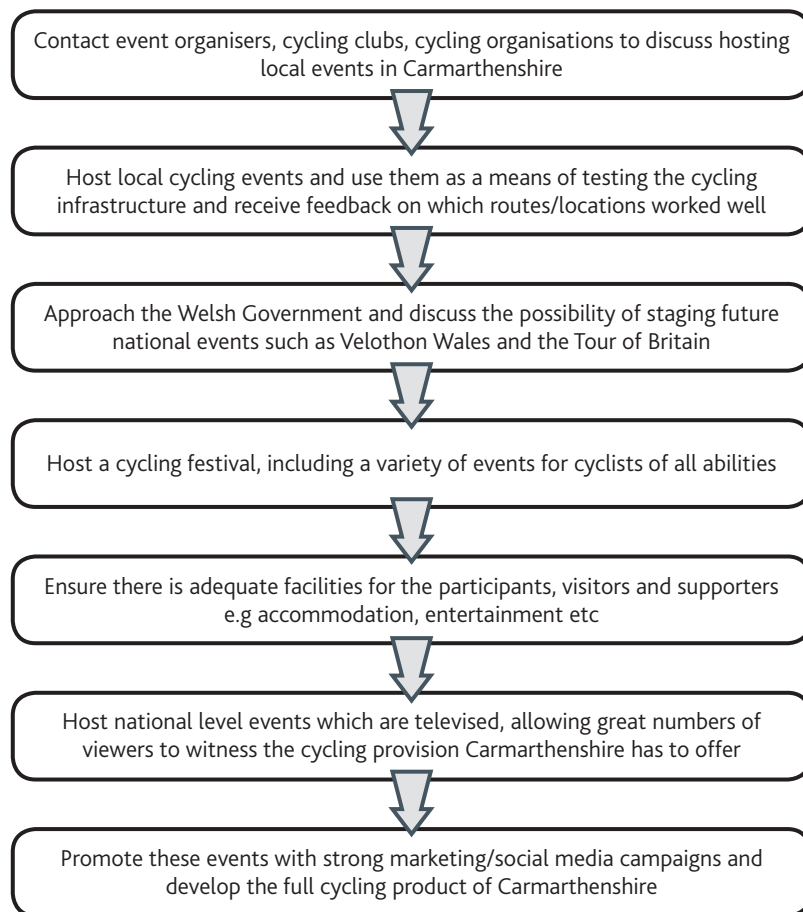 Contact event organisers, cycling clubs, cycling organisations to discuss hosting
local events in Carmarthenshire
Host local cycling events and use them as a means of testing the cycling
infrastructure and receive feedback on which routes/locations worked well
Approach the Welsh Government and discuss the possibility of staging future
national events such as Velothon Wales and the Tour of Britain
Host a cycling festival, including a variety of events for cyclists of all abilities
Ensure there is adequate facilities for the participants, visitors and supporters
e.g accommodation, entertainment etc
Host national level events which are televised, allowing great numbers of
viewers to witness the cycling provision Carmarthenshire has to offer
Promote these events with strong marketing/social media campaigns and
develop the full cycling product of Carmarthenshire